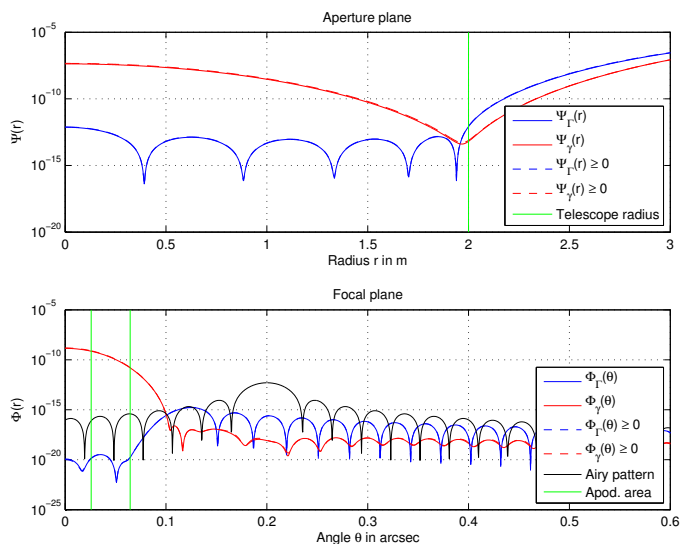 Aperture plane
10^-5
10^-10
10^-15
10^-20
Ψ(r)
0 0.5 1 1.5 2 2.5 3
Radius r in m
Ψ_Γ(r)
Ψ_γ(r)
Ψ_Γ(r) ≥ 0
Ψ_γ(r) ≥ 0
Telescope radius
Focal plane
10^-5
10^-10
10^-15
10^-20
10^-25
Φ(r)
0 0.1 0.2 0.3 0.4 0.5 0.6
Angle θ in arcsec
Φ_Γ(θ)
Φ_γ(θ)
Φ_Γ(θ) ≥ 0
Φ_γ(θ) ≥ 0
Airy pattern
Apod. area